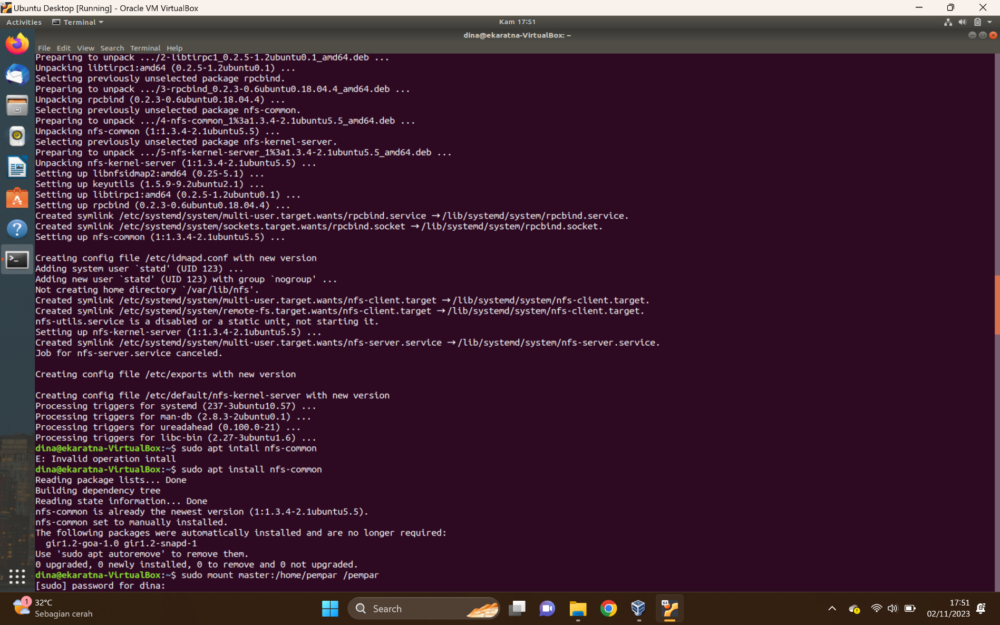 Ubuntu Desktop [Running] - Oracle VM VirtualBox
Activities Terminal Kam 17:51
dina@ekaratna-VirtualBox: ~
File Edit View Search Terminal Help
Preparing to unpack .../2-libtirpc1_0.2.5-1.2ubuntu0.1_amd64.deb ...
Unpacking libtirpc1:amd64 (0.2.5-1.2ubuntu0.1) ...
Selecting previously unselected package rpcbind.
Preparing to unpack .../3-rpcbind_0.2.3-0.6ubuntu0.18.04.4_amd64.deb ...
Unpacking rpcbind (0.2.3-0.6ubuntu0.18.04.4) ...
Selecting previously unselected package nfs-common.
Preparing to unpack .../4-nfs-common_1%3a1.3.4-2.1ubuntu5.5_amd64.deb ...
Unpacking nfs-common (1:1.3.4-2.1ubuntu5.5) ...
Selecting previously unselected package nfs-kernel-server.
Preparing to unpack .../5-nfs-kernel-server_1%3a1.3.4-2.1ubuntu5.5_amd64.deb ...
Unpacking nfs-kernel-server (1:1.3.4-2.1ubuntu5.5) ...
Setting up libnfsidmap2:amd64 (0.25-5.1) ...
Setting up keyutils (1.5.9-9.2ubuntu2.1) ...
Setting up libtirpc1:amd64 (0.2.5-1.2ubuntu0.1) ...
Setting up rpcbind (0.2.3-0.6ubuntu0.18.04.4) ...
Created symlink /etc/systemd/system/multi-user.target.wants/rpcbind.service → /lib/systemd/system/rpcbind.service.
Created symlink /etc/systemd/system/sockets.target.wants/rpcbind.socket → /lib/systemd/system/rpcbind.socket.
Setting up nfs-common (1:1.3.4-2.1ubuntu5.5) ...
Creating config file /etc/idmapd.conf with new version
Adding system user `statd' (UID 123) ...
Adding new user `statd' (UID 123) with group `nogroup' ...
Not creating home directory `/var/lib/nfs'.
Created symlink /etc/systemd/system/multi-user.target.wants/nfs-client.target → /lib/systemd/system/nfs-client.target.
Created symlink /etc/systemd/system/remote-fs.target.wants/nfs-client.target → /lib/systemd/system/nfs-client.target.
nfs-utils.service is a disabled or a static unit, not starting it.
Setting up nfs-kernel-server (1:1.3.4-2.1ubuntu5.5) ...
Created symlink /etc/systemd/system/multi-user.target.wants/nfs-server.service → /lib/systemd/system/nfs-server.service.
Job for nfs-server.service canceled.
Creating config file /etc/exports with new version
Creating config file /etc/default/nfs-kernel-server with new version
Processing triggers for systemd (237-3ubuntu10.57) ...
Processing triggers for man-db (2.8.3-2ubuntu0.1) ...
Processing triggers for ureadahead (0.100.0-21) ...
Processing triggers for libc-bin (2.27-3ubuntu1.6) ...
dina@ekaratna-VirtualBox:~$ sudo apt intall nfs-common
E: Invalid operation intall
dina@ekaratna-VirtualBox:~$ sudo apt install nfs-common
Reading package lists... Done
Building dependency tree
Reading state information... Done
nfs-common is already the newest version (1:1.3.4-2.1ubuntu5.5).
nfs-common set to manually installed.
The following packages were automatically installed and are no longer required:
gir1.2-goa-1.0 gir1.2-snapd-1
Use 'sudo apt autoremove' to remove them.
0 upgraded, 0 newly installed, 0 to remove and 0 not upgraded.
dina@ekaratna-VirtualBox:~$ sudo mount master:/home/pempar /pempar
[sudo] password for dina:
1
32°C
Sebagian cerah
Search
64
17:51
02/11/2023